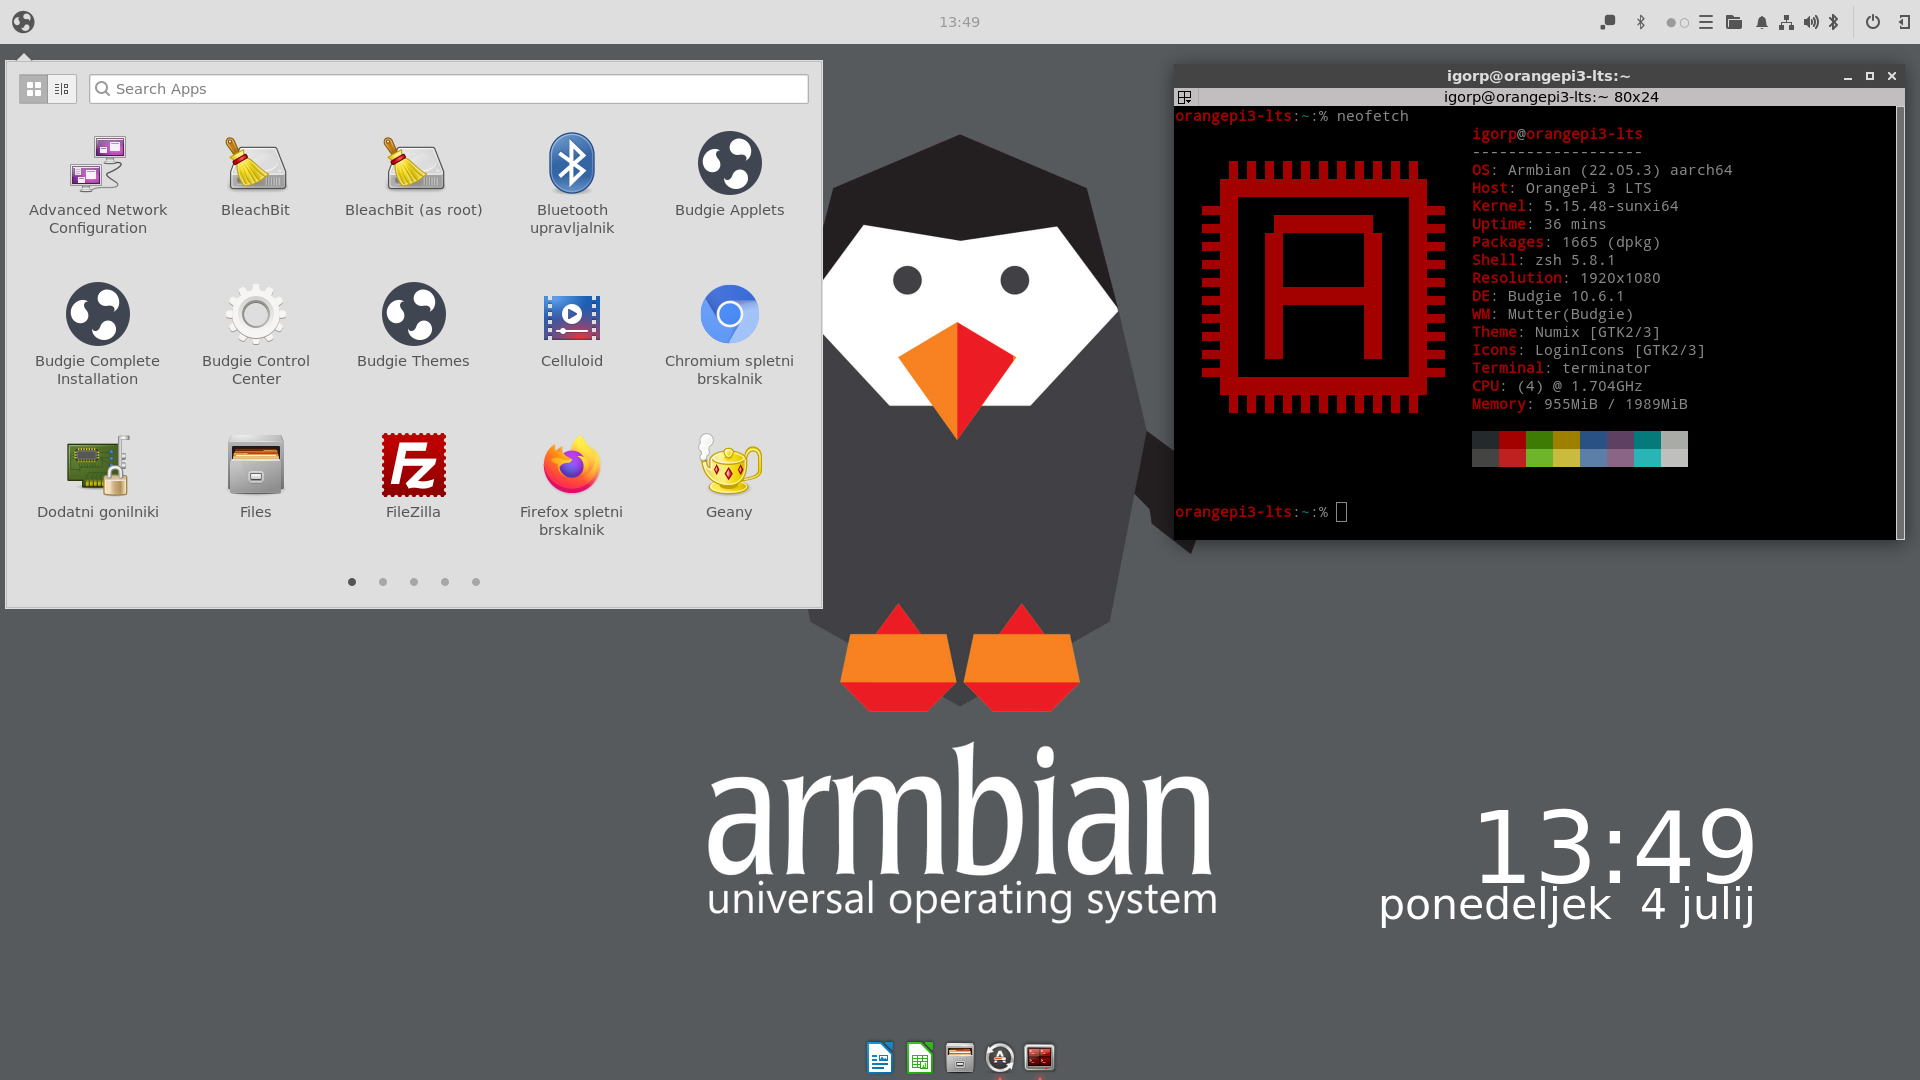 13:49
Search Apps
Advanced Network
Configuration
BleachBit
BleachBit (as root)
Bluetooth
upravljalnik
Budgie Applets
Budgie Complete
Installation
Budgie Control
Center
Budgie Themes
Celluloid
Chromium spletni
brskalnik
Dodatni gonilniki
Files
Fz
FileZilla
Firefox spletni
brskalnik
Geany
igorp@orangepi3-lts:~
igorp@orangepi3-lts:~ 80x24
orangepi3-lts:~:% neofetch
igorp@orangepi3-lts
-------------------
OS: Armbian (22.05.3) aarch64
Host: OrangePi 3 LTS
Kernel: 5.15.48-sunxi64
Uptime: 36 mins
Packages: 1665 (dpkg)
Shell: zsh 5.8.1
Resolution: 1920x1080
DE: Budgie 10.6.1
WM: Mutter(Budgie)
Theme: Numix [GTK2/3]
Icons: LoginIcons [GTK2/3]
Terminal: terminator
CPU: (4) @ 1.704GHz
Memory: 955MiB / 1989MiB
orangepi3-lts:~:%
armbian
universal operating system
13:49
ponedeljek 4 julij